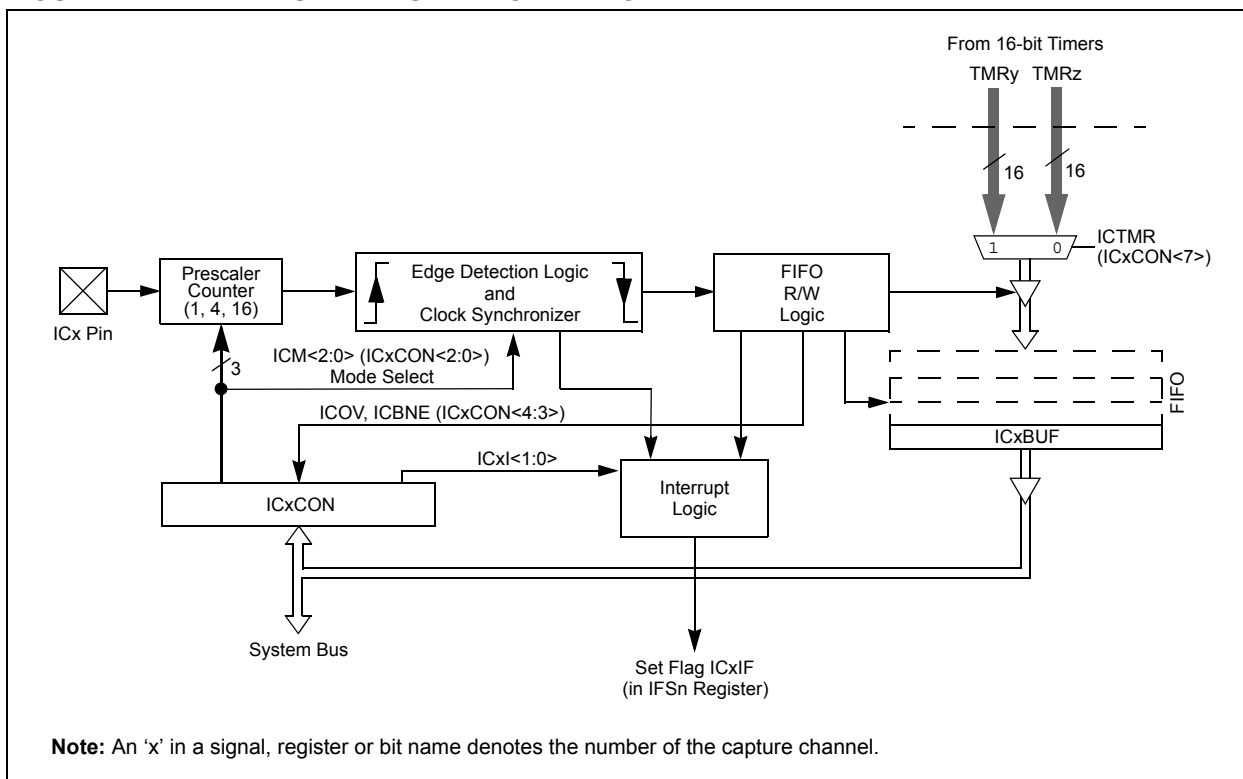 From 16-bit Timers
TMRy TMRz
16 16
1 0
ICTMR
(ICxCON<7>)
Prescaler
Counter
(1, 4, 16)
Edge Detection Logic
and
Clock Synchronizer
FIFO
R/W
Logic
ICx Pin
3
ICM<2:0> (ICxCON<2:0>)
Mode Select
FIFO
ICOV, ICBNE (ICxCON<4:3>)
ICxBUF
ICxI<1:0>
ICxCON
Interrupt
Logic
System Bus
Set Flag ICxIF
(in IFSn Register)
Note: An ‘x’ in a signal, register or bit name denotes the number of the capture channel.